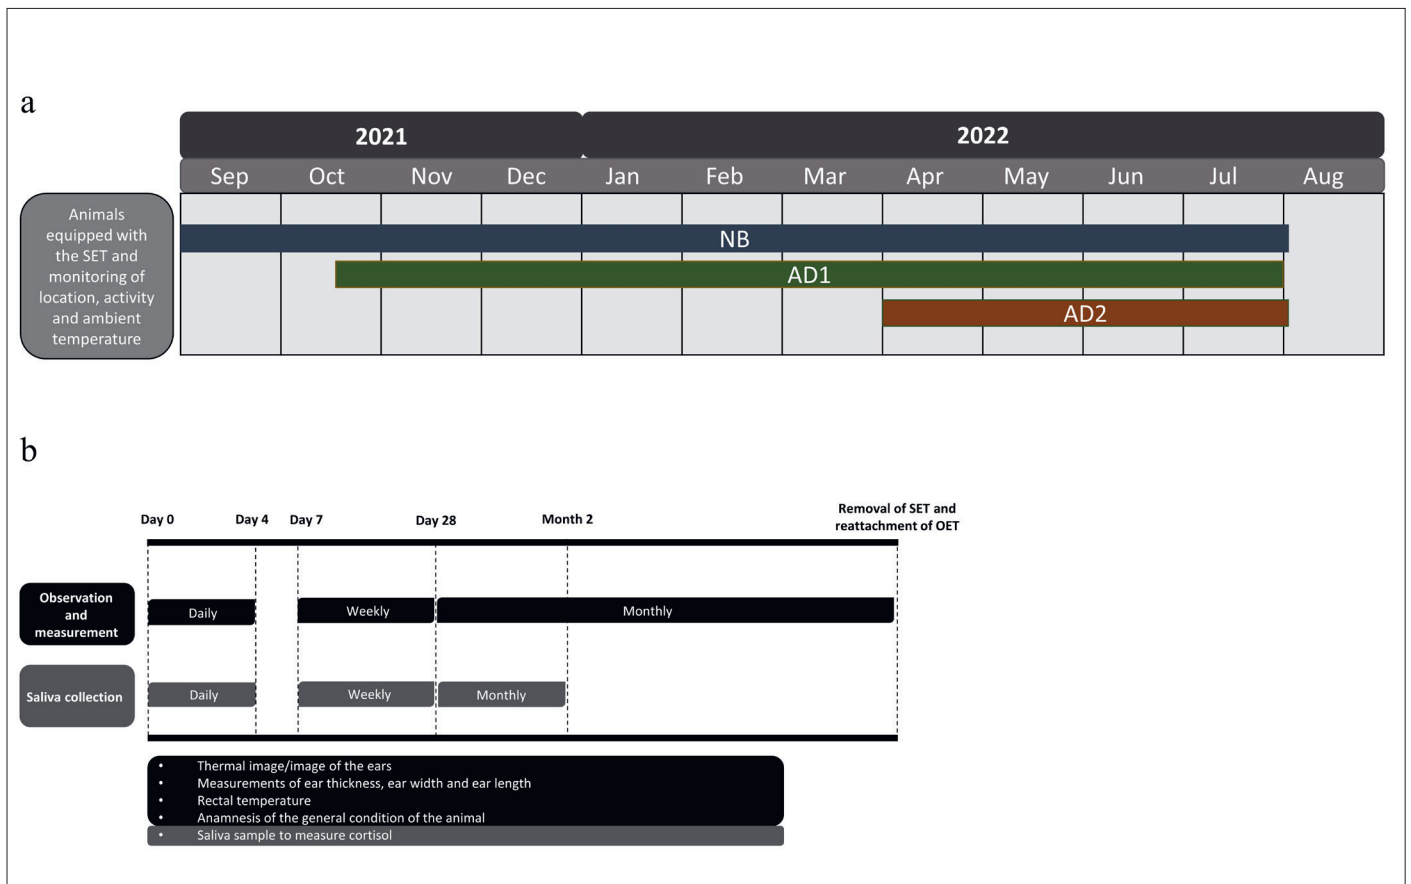 a
2021 2022
Sep Oct Nov Dec Jan Feb Mar Apr May Jun Jul Aug
Animals
equipped with
the SET and
monitoring of
location, activity
and ambient
temperature
NB
AD1
AD2
b
Day 0 Day 4 Day 7 Day 28 Month 2
Removal of SET and
reattachment of OET
Observation
and
measurement
Daily Weekly Monthly
Saliva collection
Daily Weekly Monthly
• Thermal image/image of the ears
• Measurements of ear thickness, ear width and ear length
• Rectal temperature
• Anamnesis of the general condition of the animal
• Saliva sample to measure cortisol